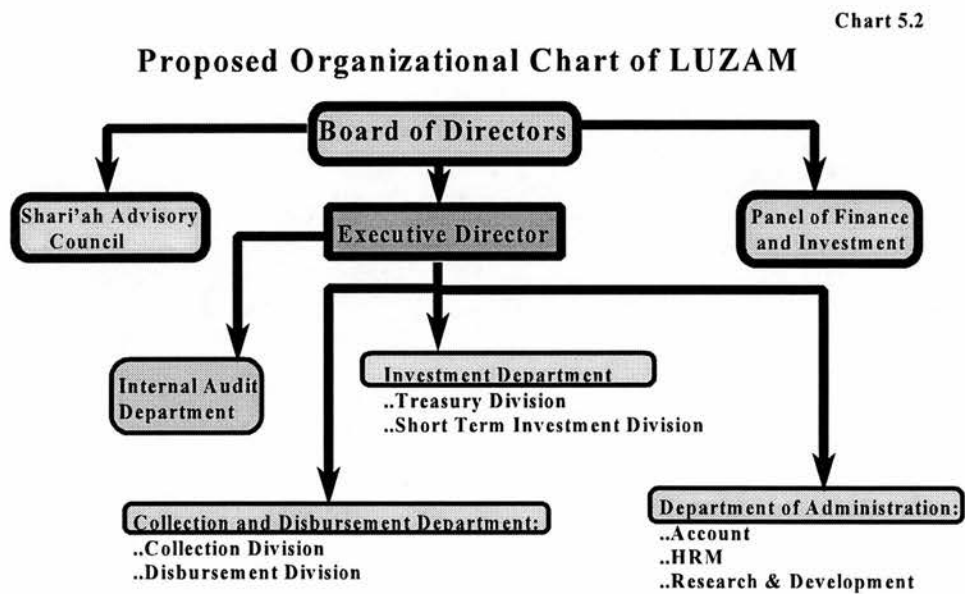 Chart 5.2
Proposed Organizational Chart of LUZAM
Board of Directors
Shari'ah Advisory
Council
Executive Director
Panel of Finance
and Investment
Internal Audit
Department
Investment Department
..Treasury Division
..Short Term Investment Division
Collection and Disbursement Department:
..Collection Division
..Disbursement Division
Department of Administration:
..Account
..HRM
..Research & Development